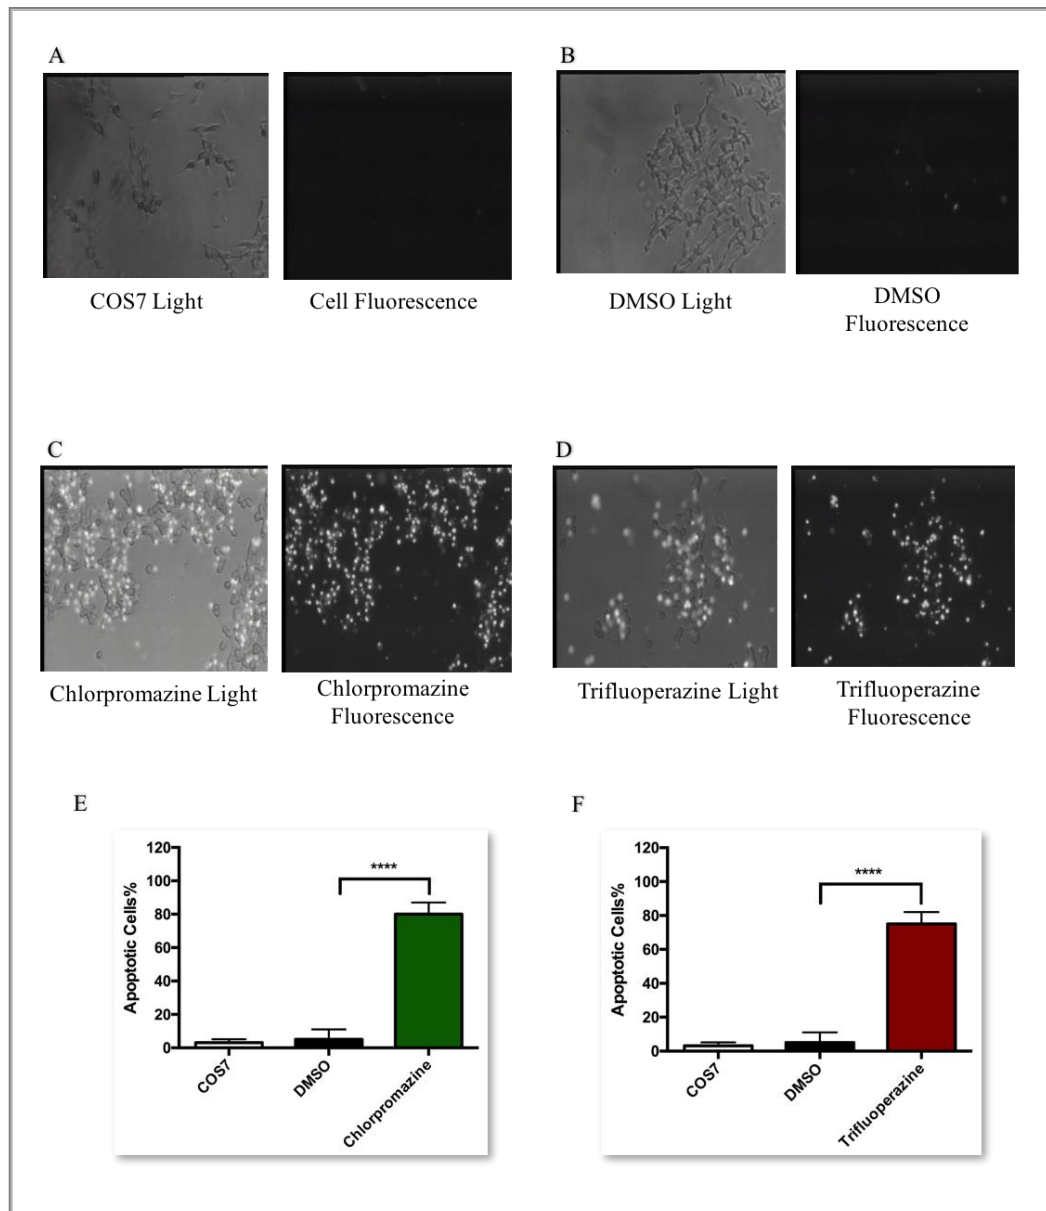 A
B
COS7 Light
Cell Fluorescence
DMSO Light
DMSO
Fluorescence
C
D
Chlorpromazine Light
Chlorpromazine
Fluorescence
Trifluoperazine Light
Trifluoperazine
Fluorescence
E
F
Apoptotic Cells%
120
100
80
60
40
20
0
****
COS7
DMSO
Chlorpromazine
Apoptotic Cells%
120
100
80
60
40
20
0
****
COS7
DMSO
Trifluoperazine